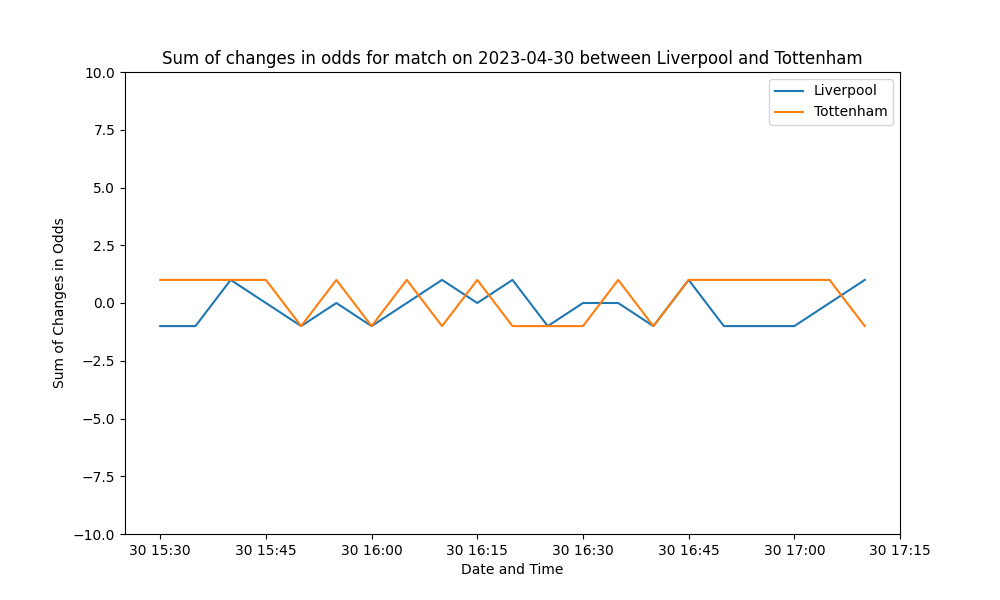 Sum of changes in odds for match on 2023-04-30 between Liverpool and Tottenham
10.0
7.5
5.0
2.5
0.0
−2.5
−5.0
−7.5
−10.0
Sum of Changes in Odds
Liverpool
Tottenham
30 15:30 30 15:45 30 16:00 30 16:15 30 16:30 30 16:45 30 17:00 30 17:15
Date and Time